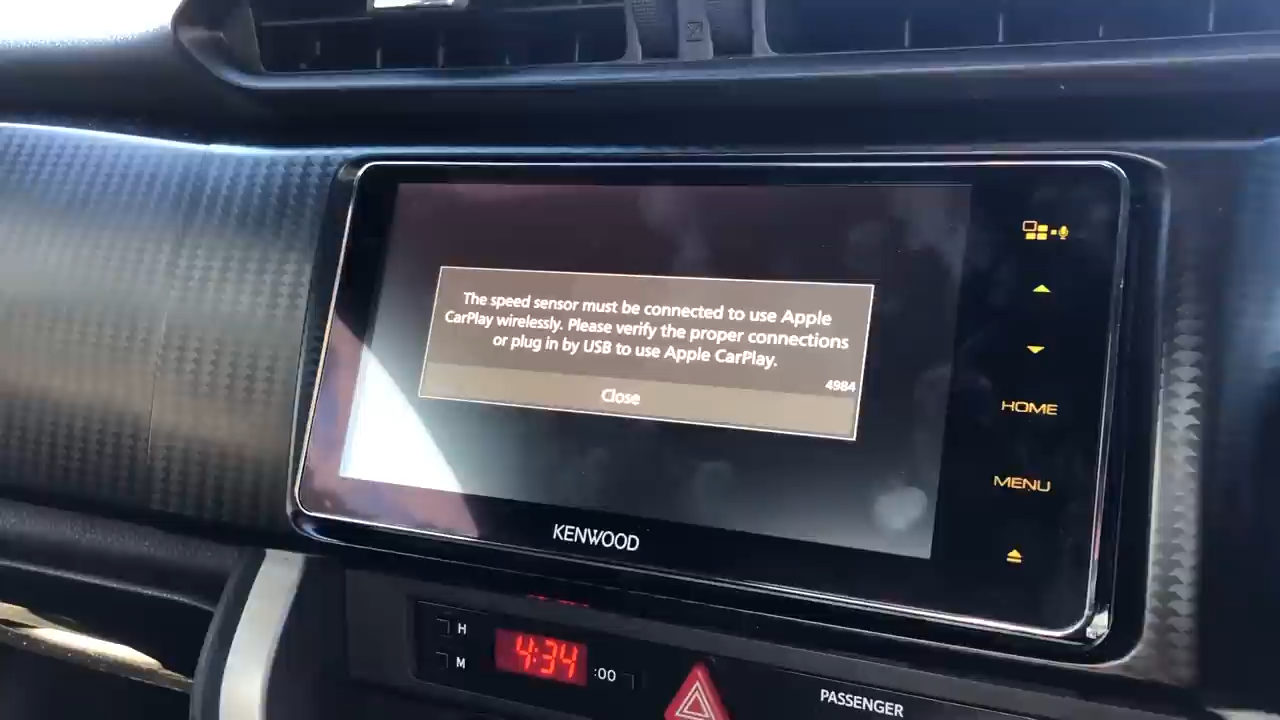 The speed sensor must be connected to use Apple
CarPlay wirelessly. Please verify the proper connections
or plug in by USB to use Apple CarPlay.
4984
Close
HOME
MENU
KENWOOD
H
M
4:34
:00
PASSENGER